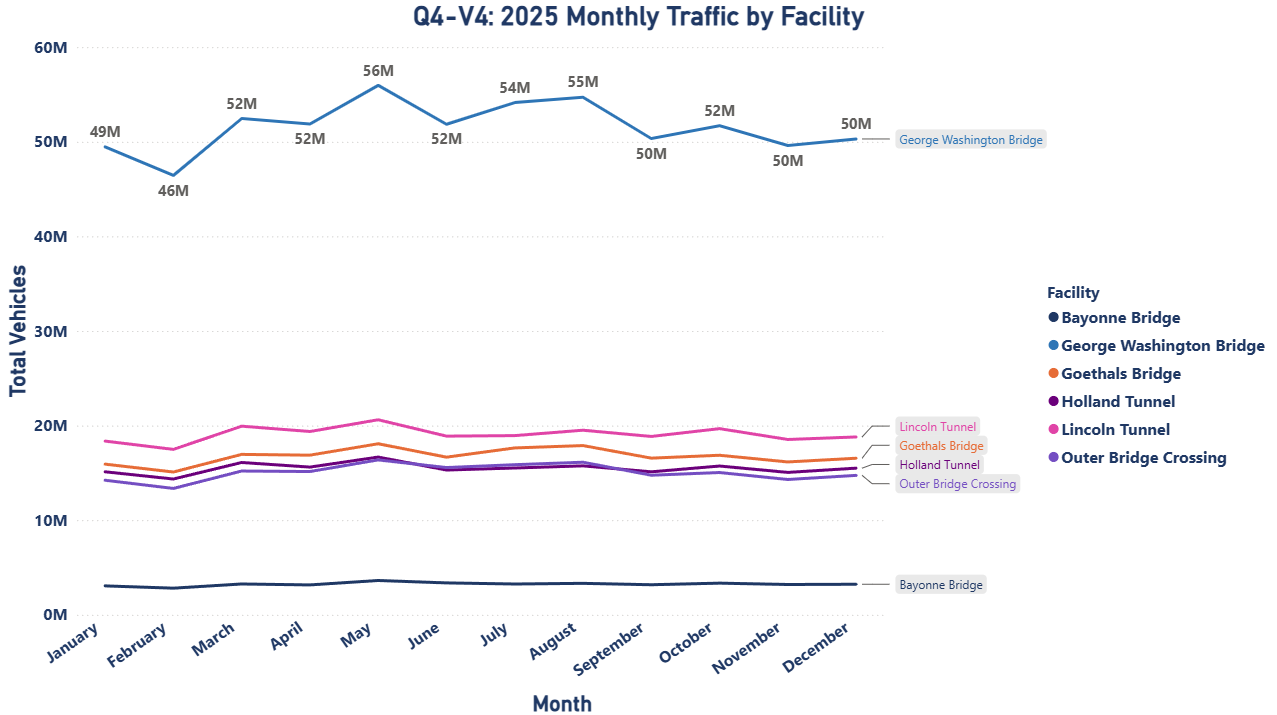 Q4-V4: 2025 Monthly Traffic by Facility
Total Vehicles
60M
50M
40M
30M
20M
10M
0M
49M
46M
52M
52M
56M
52M
54M
55M
50M
52M
50M
50M
George Washington Bridge
Lincoln Tunnel
Goethals Bridge
Holland Tunnel
Outer Bridge Crossing
Bayonne Bridge
January
February
March
April
May
June
July
August
September
October
November
December
Month
Facility
Bayonne Bridge
George Washington Bridge
Goethals Bridge
Holland Tunnel
Lincoln Tunnel
Outer Bridge Crossing